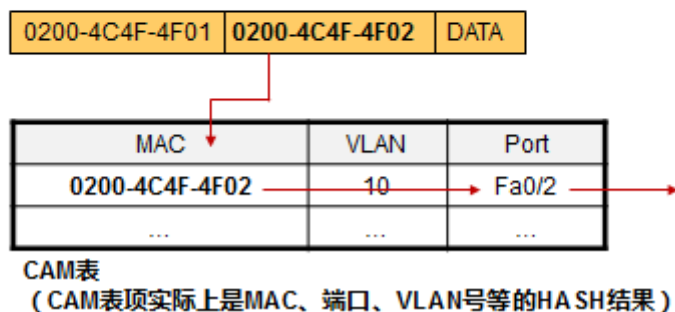 0200-4C4F-4F01 0200-4C4F-4F02 DATA
MAC VLAN Port
0200-4C4F-4F02 10 Fa0/2
... ... ...
CAM表
（CAM表项实际上是MAC、端口、VLAN号等的HASH结果）